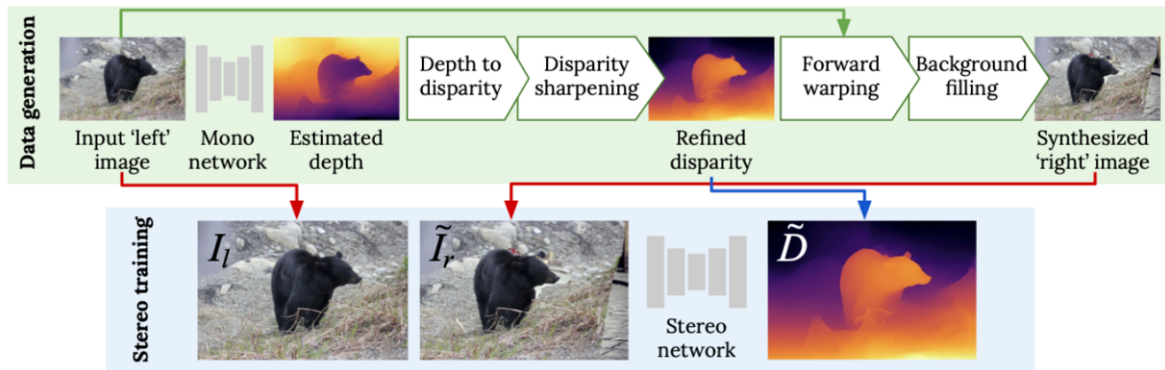 Data generation
Input ‘left’
image
Mono
network
Estimated
depth
Depth to
disparity
Disparity
sharpening
Refined
disparity
Forward
warping
Background
filling
Synthesized
‘right’ image
Stereo training
I_l
Ĩ_r
Stereo
network
D̃